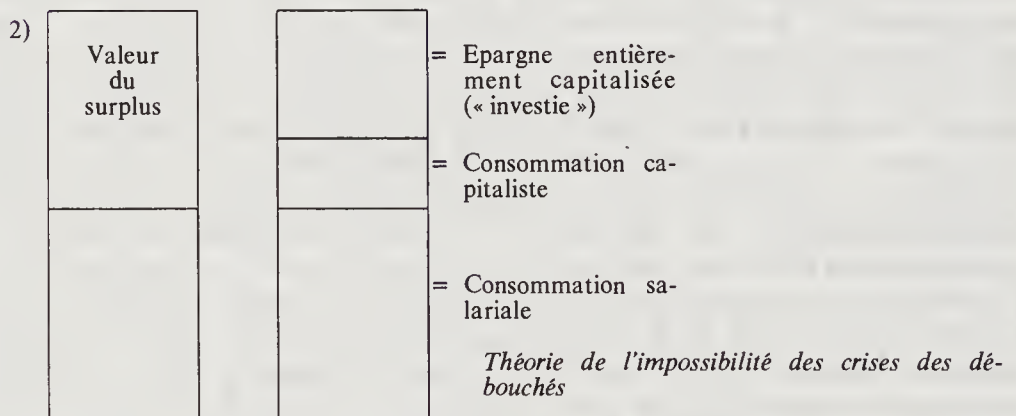 2)
Valeur
du
surplus
= Epargne entière-
ment capitalisée
(« investie »)
= Consommation ca-
pitaliste
= Consommation sa-
lariale
Théorie de l'impossibilité des crises des dé-
bouchés